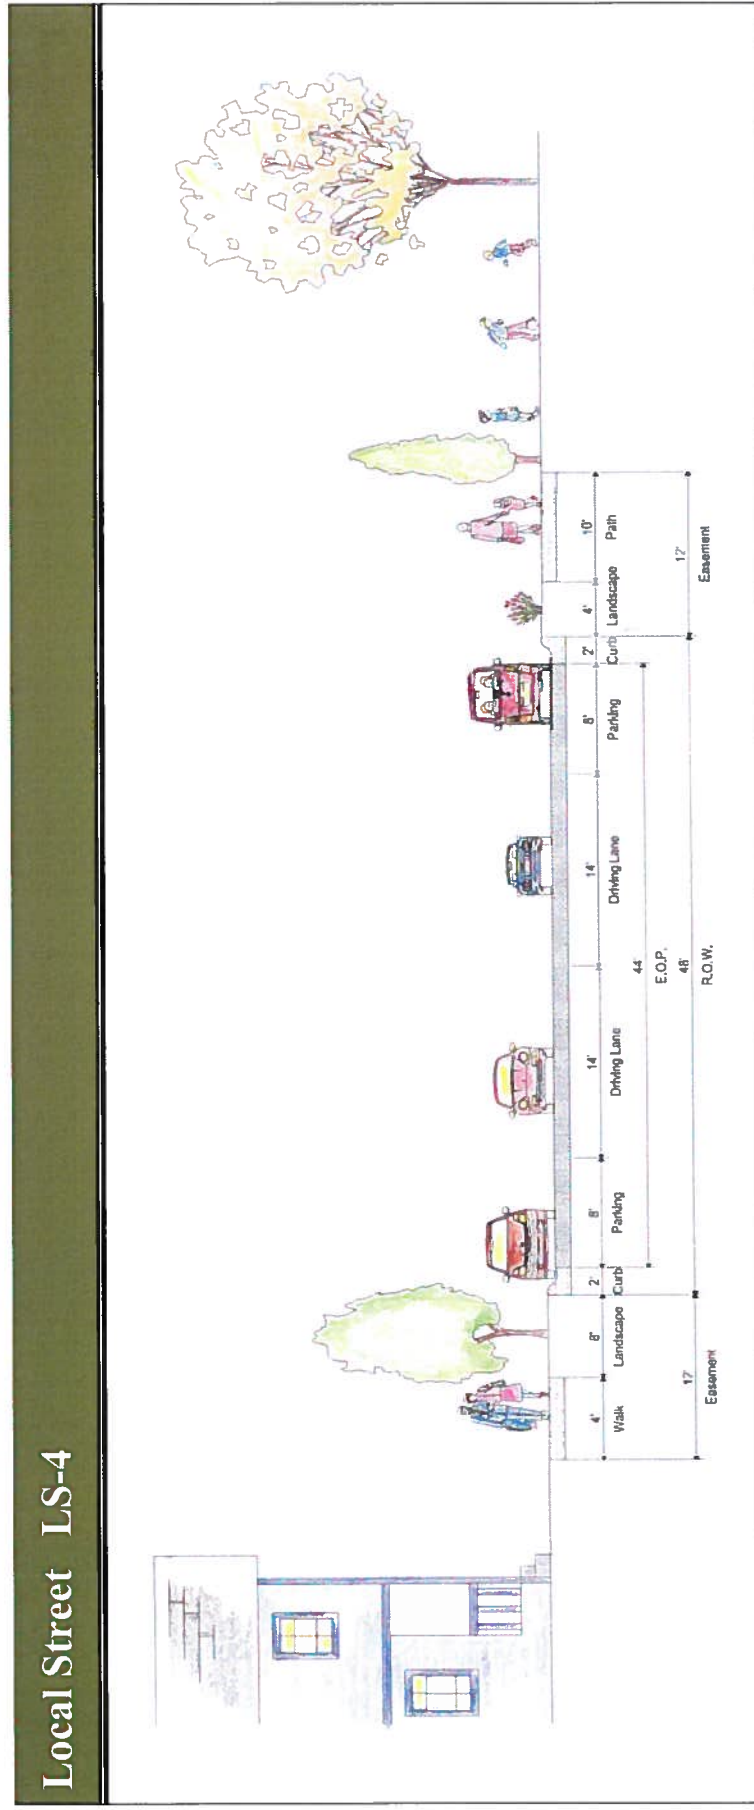 Local Street LS-4
4' 8' 2' 8' 14' 14' 8' 2' 4' 10'
Walk Landscape Curb Parking Driving Lane Driving Lane Parking Curb Landscape Path
44'
E.O.P.
12' 48' 12'
Easement R.O.W. Easement